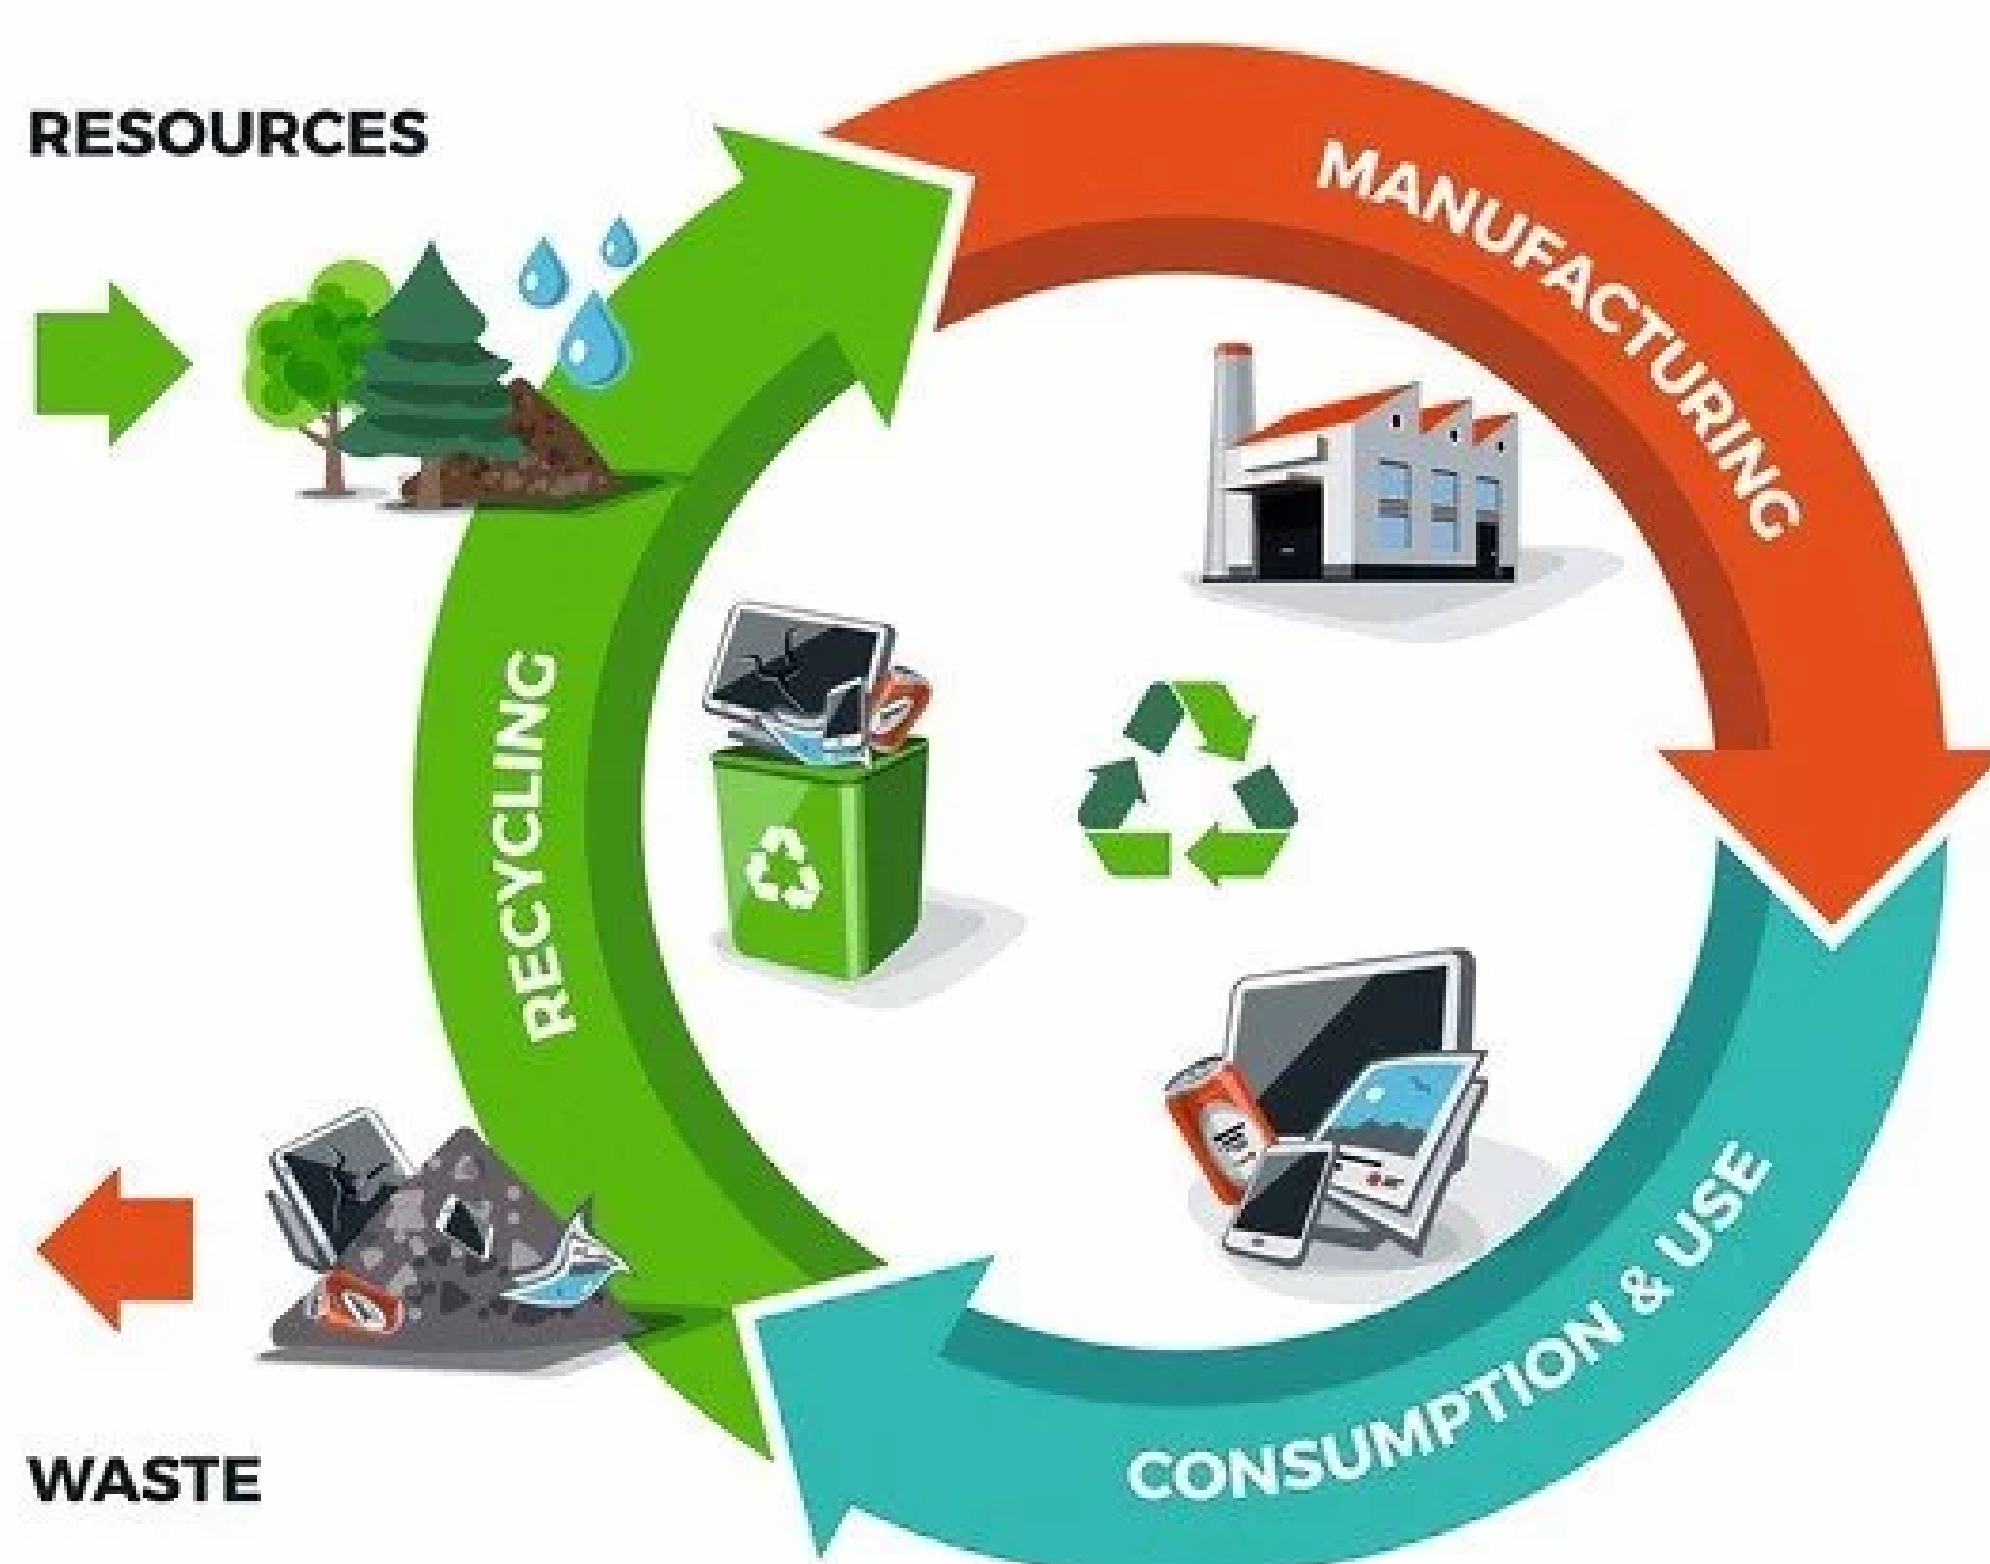 RESOURCES
MANUFACTURING
RECYCLING
CONSUMPTION & USE
WASTE